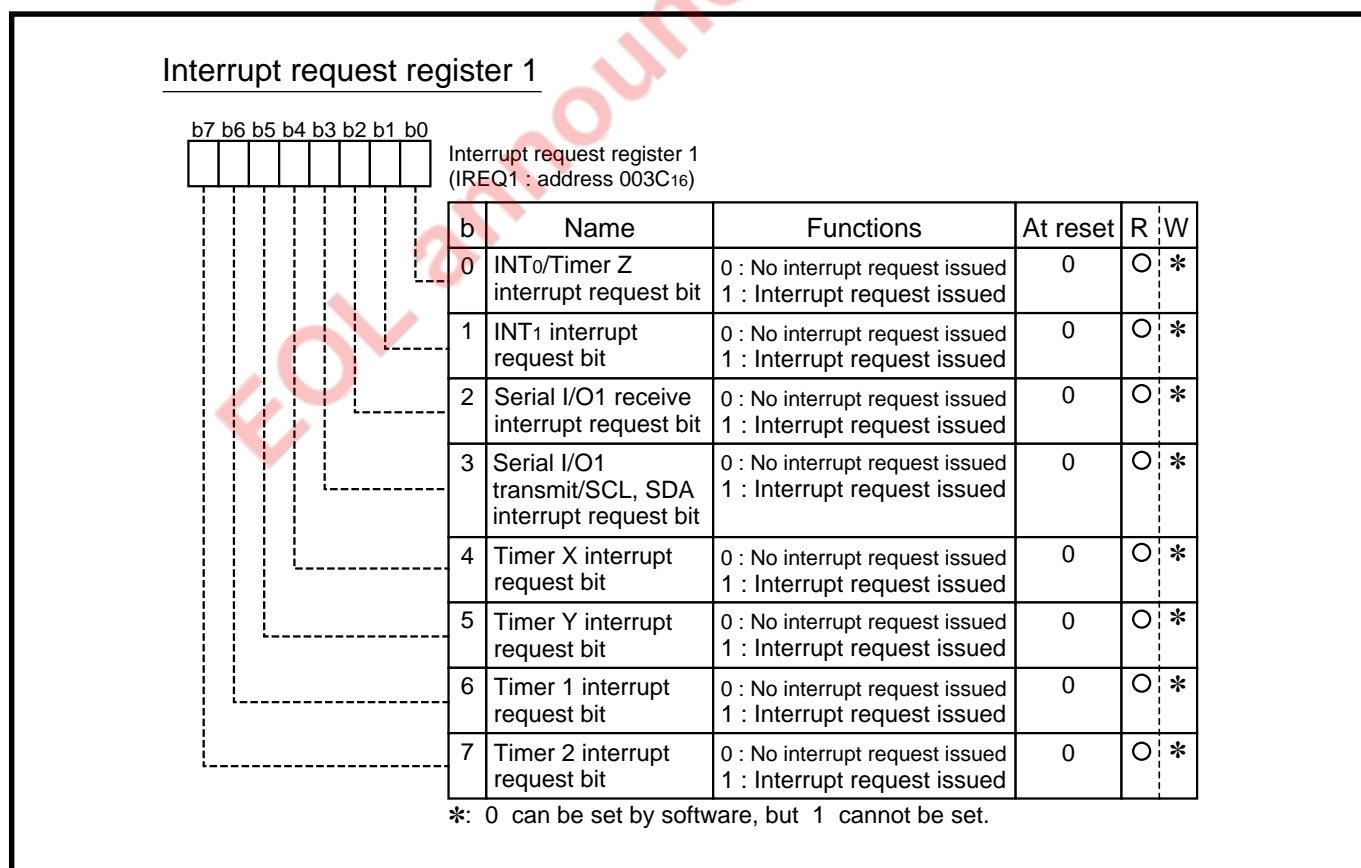 EOL announ
Interrupt request register 1
b7 b6 b5 b4 b3 b2 b1 b0
Interrupt request register 1
(IREQ1 : address 003C16)
b Name Functions At reset R W
0 INT0/Timer Z 0 : No interrupt request issued 0 ○ ✻
interrupt request bit 1 : Interrupt request issued
1 INT1 interrupt 0 : No interrupt request issued 0 ○ ✻
request bit 1 : Interrupt request issued
2 Serial I/O1 receive 0 : No interrupt request issued 0 ○ ✻
interrupt request bit 1 : Interrupt request issued
3 Serial I/O1 0 : No interrupt request issued 0 ○ ✻
transmit/SCL, SDA 1 : Interrupt request issued
interrupt request bit
4 Timer X interrupt 0 : No interrupt request issued 0 ○ ✻
request bit 1 : Interrupt request issued
5 Timer Y interrupt 0 : No interrupt request issued 0 ○ ✻
request bit 1 : Interrupt request issued
6 Timer 1 interrupt 0 : No interrupt request issued 0 ○ ✻
request bit 1 : Interrupt request issued
7 Timer 2 interrupt 0 : No interrupt request issued 0 ○ ✻
request bit 1 : Interrupt request issued
✻: 0 can be set by software, but 1 cannot be set.